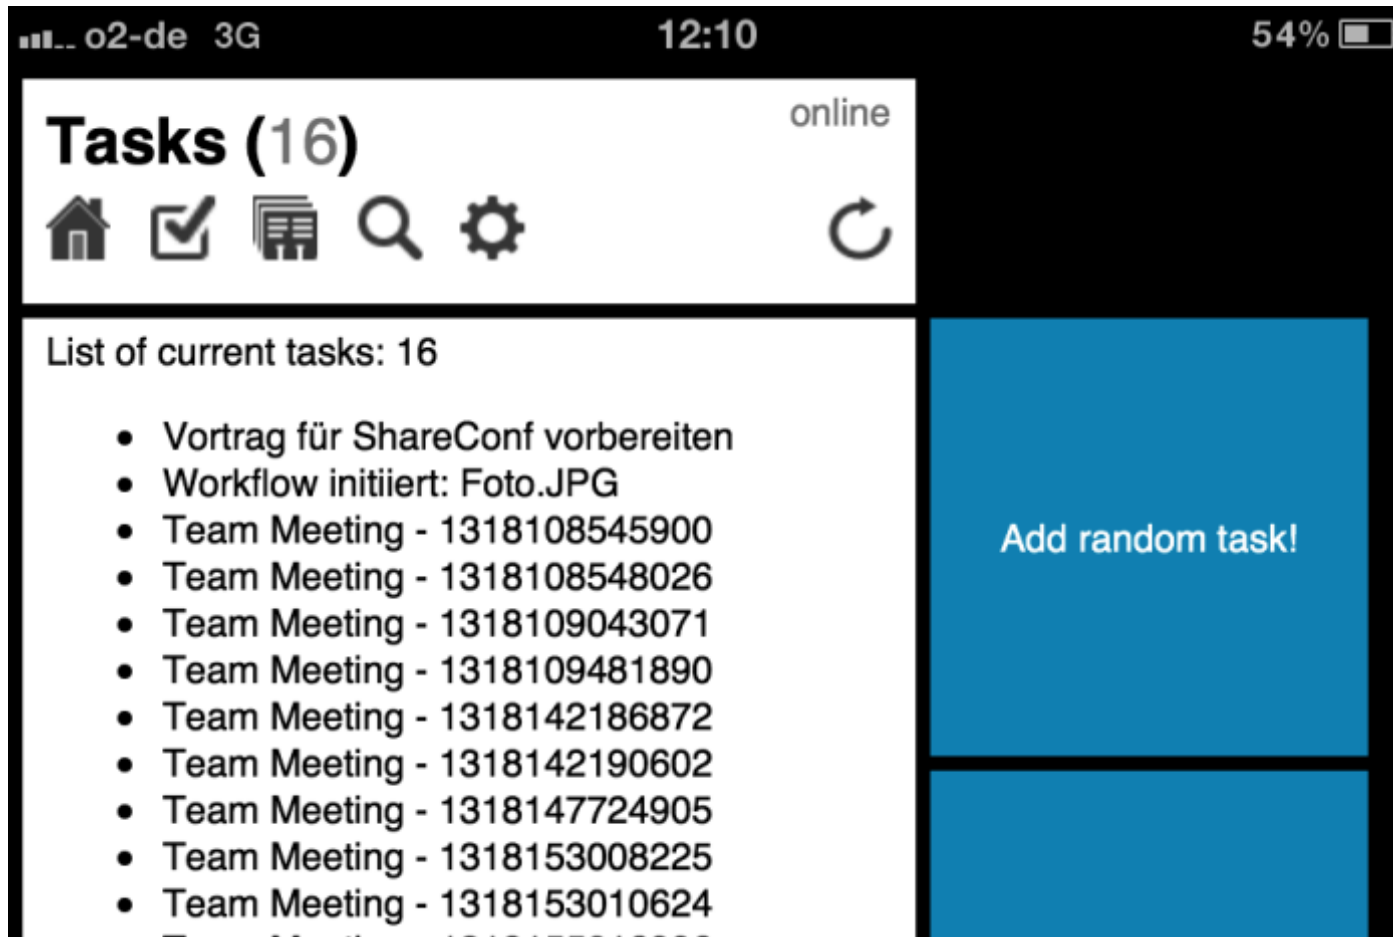 o2-de 3G 12:10 54%
Tasks (16)
online
List of current tasks: 16
• Vortrag für ShareConf vorbereiten
• Workflow initiiert: Foto.JPG
• Team Meeting - 1318108545900
• Team Meeting - 1318108548026
• Team Meeting - 1318109043071
• Team Meeting - 1318109481890
• Team Meeting - 1318142186872
• Team Meeting - 1318142190602
• Team Meeting - 1318147724905
• Team Meeting - 1318153008225
• Team Meeting - 1318153010624
Add random task!